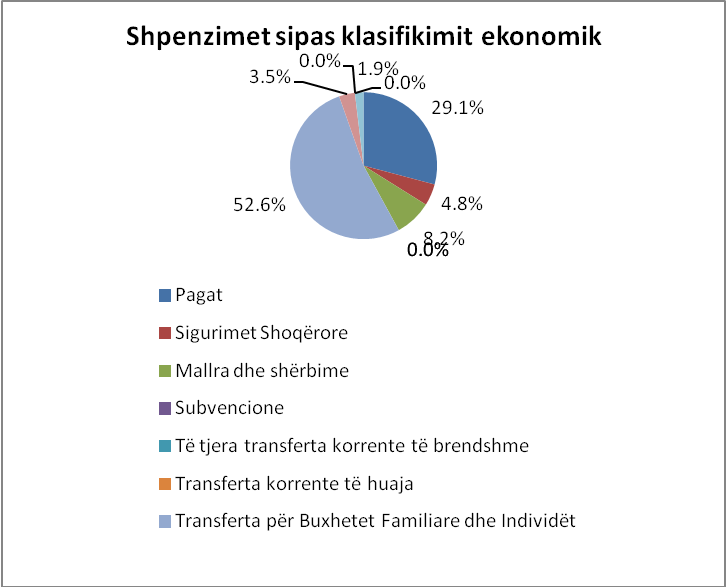 Shpenzimet sipas klasifikimit ekonomik
0.0%
1.9%
3.5%
0.0%
29.1%
52.6%
4.8%
8.2%
0.0%
Pagat
Sigurimet Shoqërore
Mallra dhe shërbime
Subvencione
Të tjera transferta korrente të brendshme
Transferta korrente të huaja
Transferta për Buxhetet Familiare dhe Individët